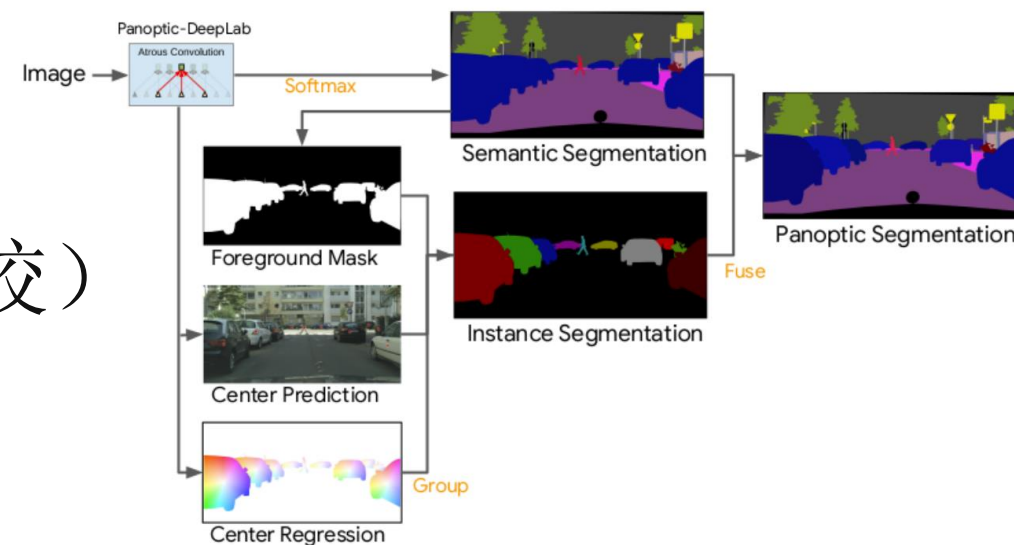 Panoptic-DeepLab
Atrous Convolution
Image
Softmax
Semantic Segmentation
Foreground Mask
交）
Panoptic Segmentation
Fuse
Instance Segmentation
Center Prediction
Group
Center Regression